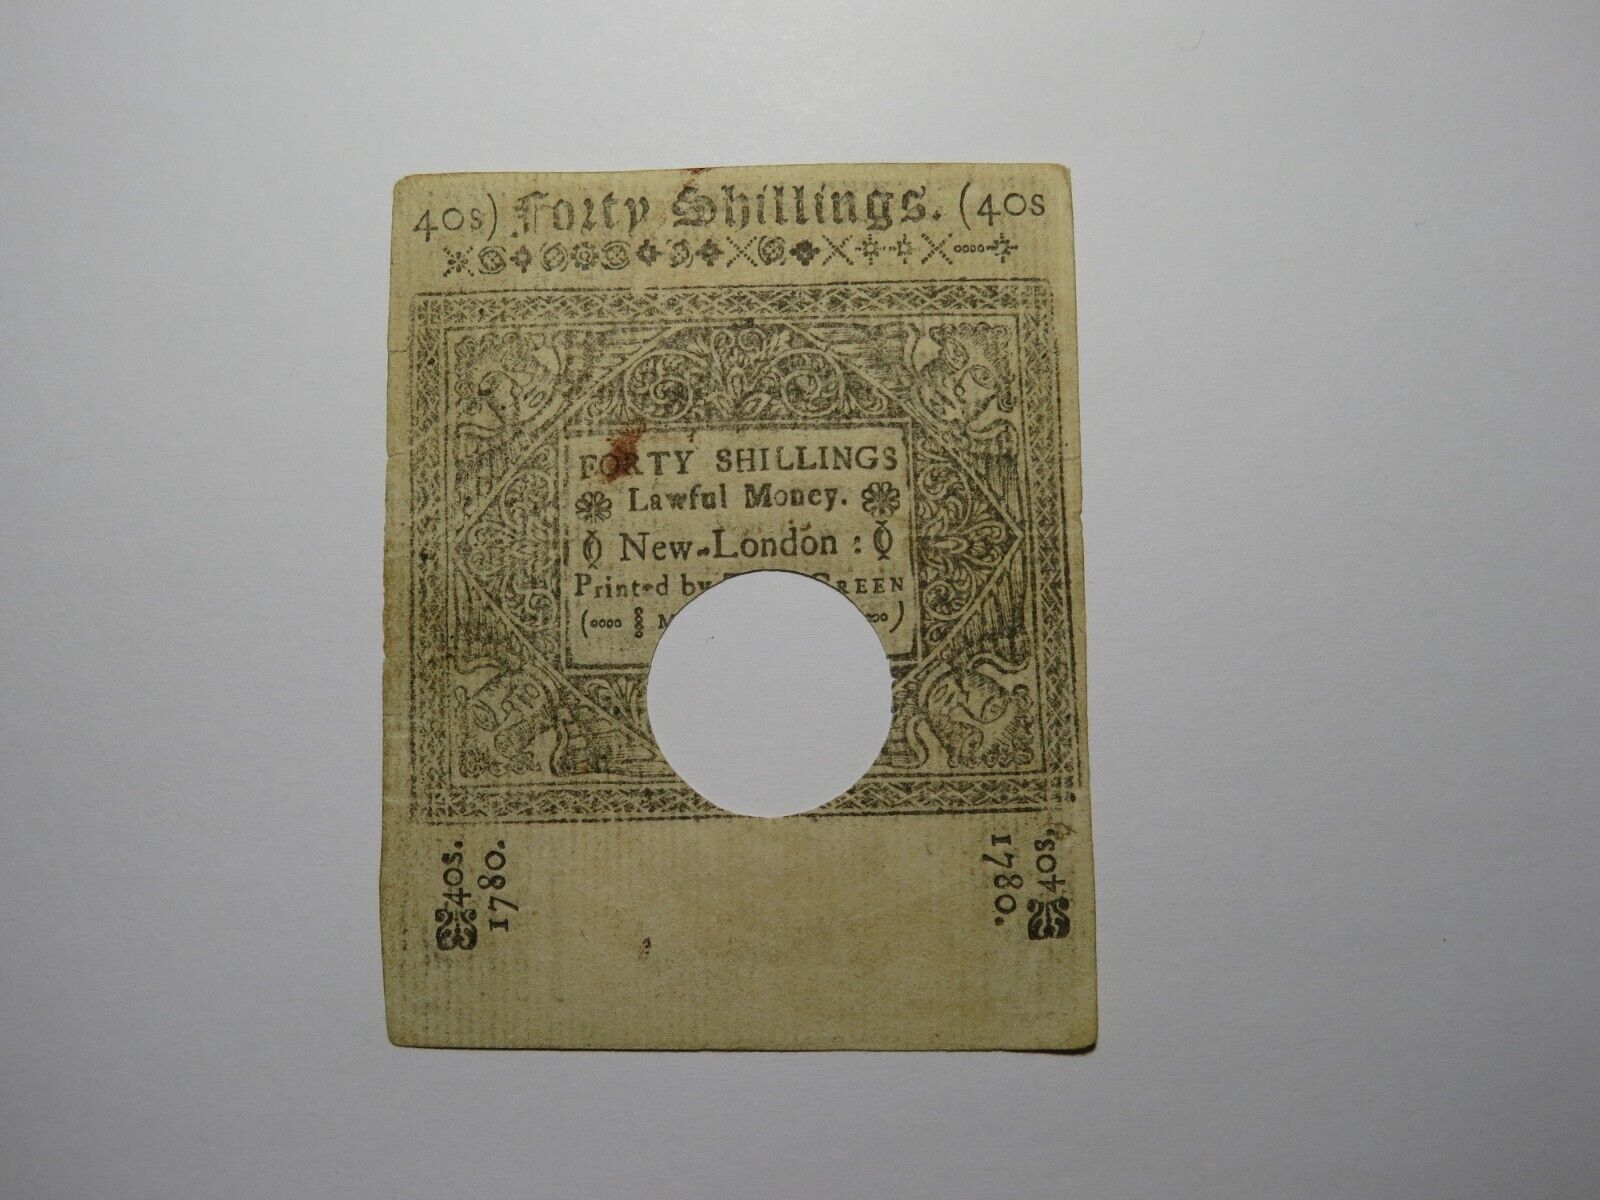 40s) Forty Shillings. (40s
FORTY SHILLINGS
Lawful Money.
New-London :
Printed by GREEN
40s.
1780.
1780.
40s.